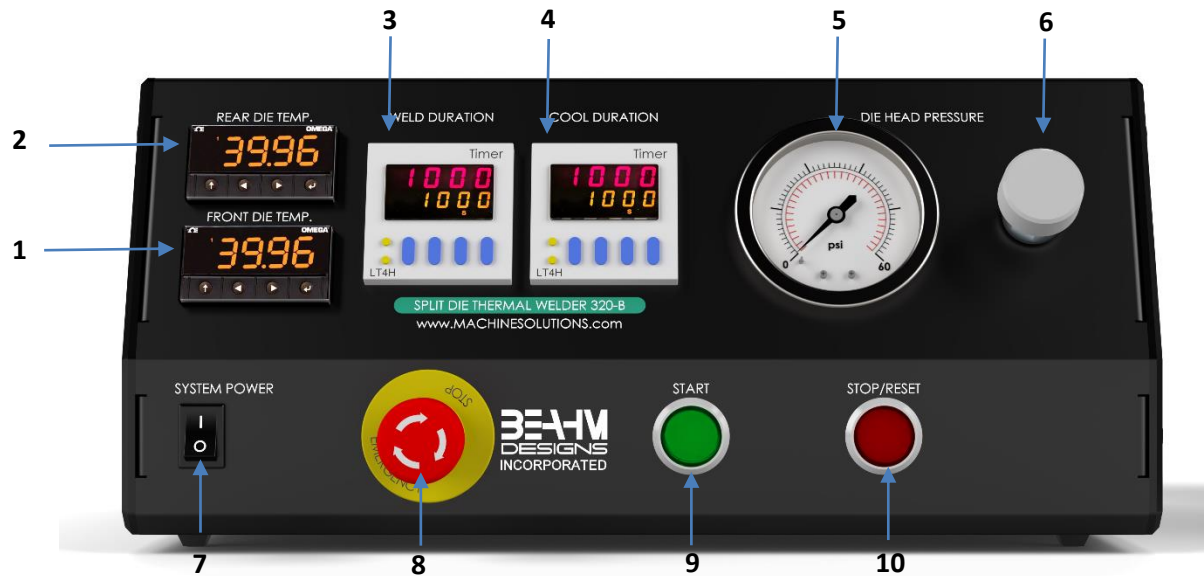 3
4
5
6
REAR DIE TEMP.
WELD DURATION
COOL DURATION
DIE HEAD PRESSURE
2
OMEGA
39.96
Timer
1000
1000
s
LT4H
Timer
1000
1000
s
LT4H
FRONT DIE TEMP.
1
OMEGA
39.96
psi
0
60
SPLIT DIE THERMAL WELDER 320-B
www.MACHINESOLUTIONS.com
SYSTEM POWER
I
O
STOP
EMERGENCY
BEAHM
DESIGNS
INCORPORATED
START
STOP/RESET
7
8
9
10